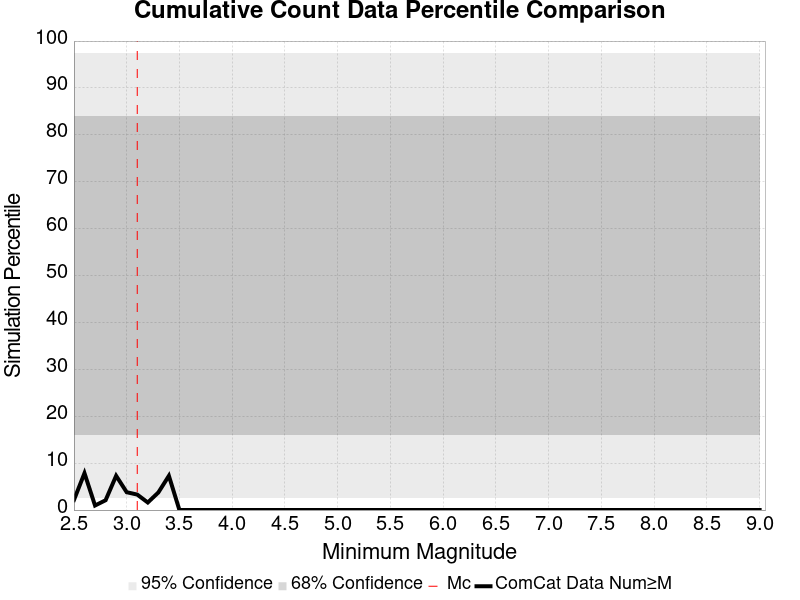 Cumulative Count Data Percentile Comparison
100
90
80
70
60
50
40
30
20
10
0
Simulation Percentile
2.5 3.0 3.5 4.0 4.5 5.0 5.5 6.0 6.5 7.0 7.5 8.0 8.5 9.0
Minimum Magnitude
95% Confidence 68% Confidence Mc ComCat Data Num≥M